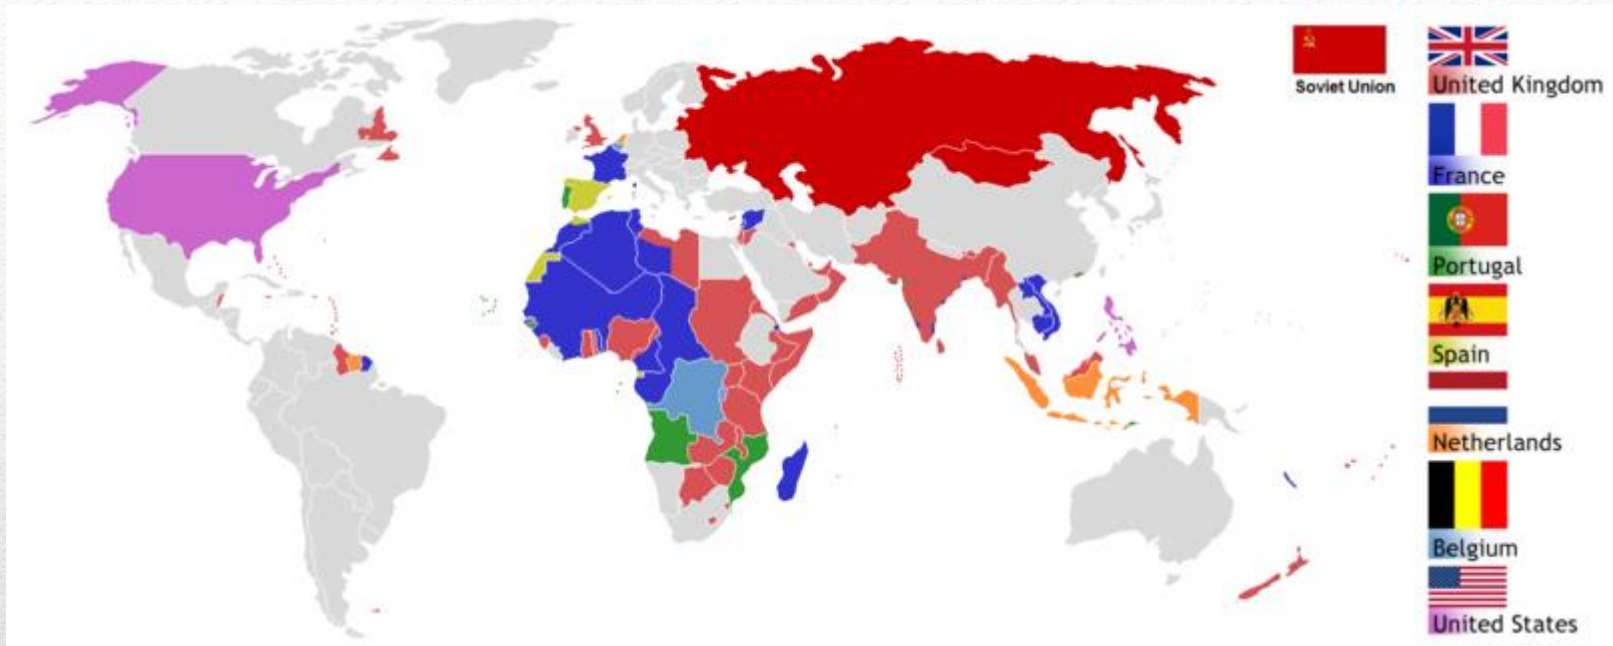 Soviet Union
United Kingdom
France
Portugal
Spain
Netherlands
Belgium
United States